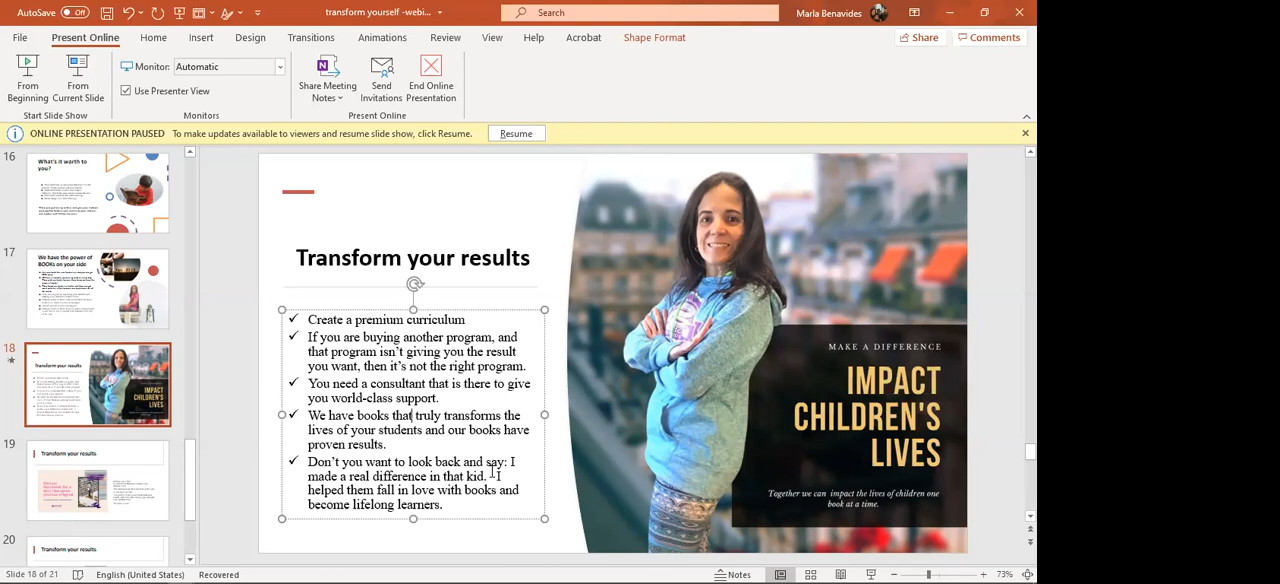 AutoSave Off
transform yourself -webi...
Search
Marla Benavides
File Present Online Home Insert Design Transitions Animations Review View Help Acrobat Shape Format
Share Comments
From Beginning
From Current Slide
Start Slide Show
Monitor: Automatic
Use Presenter View
Monitors
Share Meeting Notes
Send Invitations
End Online Presentation
Present Online
ONLINE PRESENTATION PAUSED To make updates available to viewers and resume slide show, click Resume. Resume
16
What's it worth to
you?
17
We have the power of
BOOKs on your side
18
Transform your results
IMPACT
CHILDREN'S
LIVES
19
Transform your results
20
Transform your results
Transform your results
✓ Create a premium curriculum
✓ If you are buying another program, and
that program isn't giving you the result
you want, then it's not the right program.
✓ You need a consultant that is there to give
you world-class support.
✓ We have books that truly transforms the
lives of your students and our books have
proven results.
✓ Don't you want to look back and say: I
made a real difference in that kid. I
helped them fall in love with books and
become lifelong learners.
MAKE A DIFFERENCE
IMPACT
CHILDREN'S
LIVES
Together we can impact the lives of children one
book at a time.
Slide 18 of 21 English (United States) Recovered Notes 73%